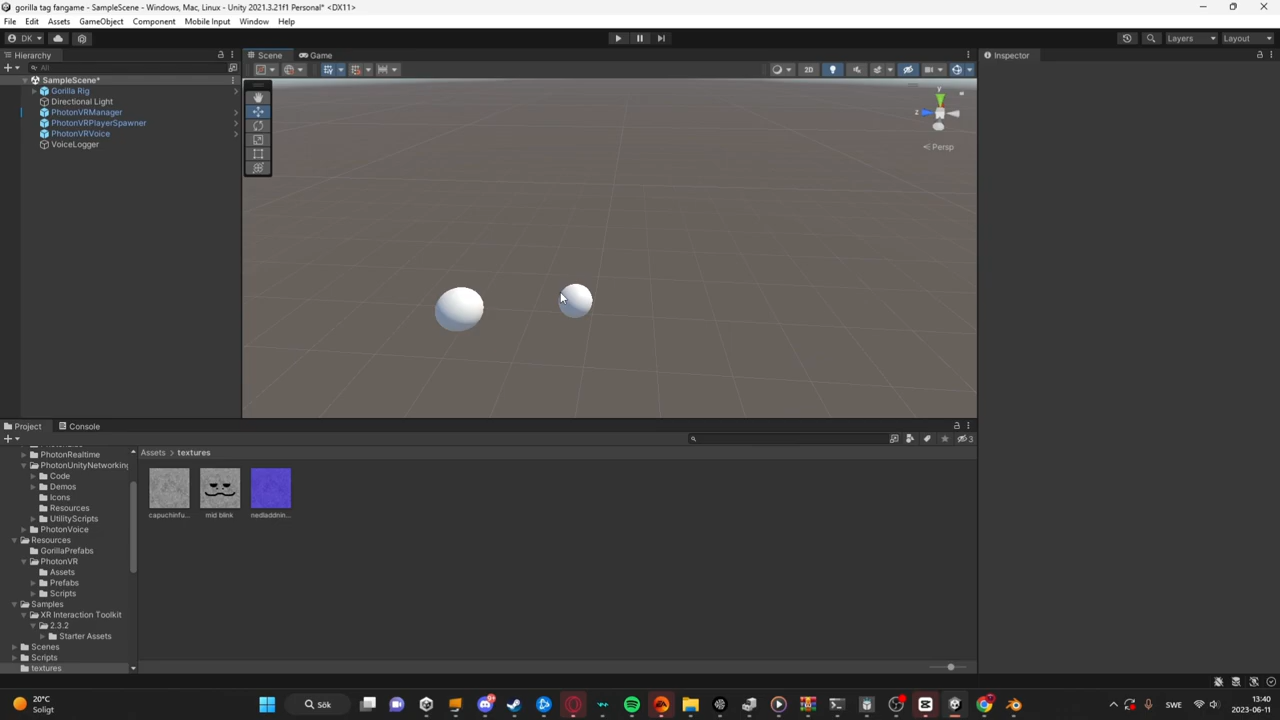 gorilla tag fangame - SampleScene - Windows, Mac, Linux - Unity 2021.3.21f1 Personal* <DX11>
File Edit Assets GameObject Component Mobile Input Window Help
DK Layers Layout
Hierarchy
All
SampleScene*
Gorilla Rig
Directional Light
PhotonVRManager
PhotonVRPlayerSpawner
PhotonVRVoice
VoiceLogger
Scene Game
2D
y
z
Persp
Inspector
Project Console
3
PhotonRealtime
PhotonUnityNetworking
Code
Demos
Icons
Resources
UtilityScripts
PhotonVoice
Resources
GorillaPrefabs
PhotonVR
Assets
Prefabs
Scripts
Samples
XR Interaction Toolkit
2.3.2
Starter Assets
Scenes
Scripts
textures
Assets > textures
capuchinfu... mid blink nedladdnin...
20°C
Soligt
Sök
SWE
13:40
2023-06-11